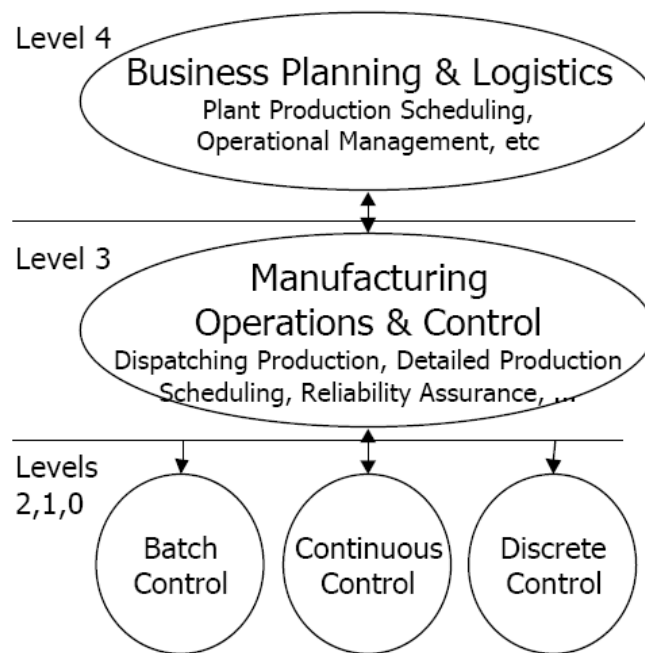 Level 4
Business Planning & Logistics
Plant Production Scheduling,
Operational Management, etc
Level 3
Manufacturing
Operations & Control
Dispatching Production, Detailed Production
Scheduling, Reliability Assurance, ...
Levels
2,1,0
Batch
Control
Continuous
Control
Discrete
Control